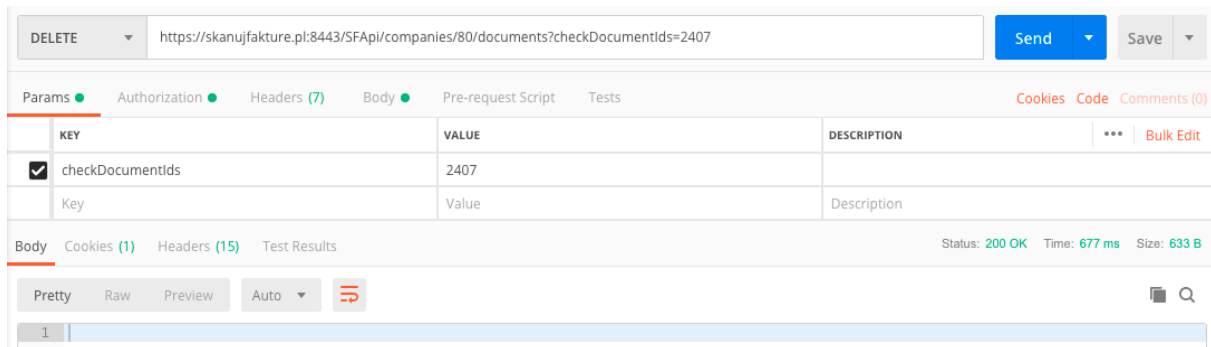 DELETE https://skanujfakture.pl:8443/SFApi/companies/80/documents?checkDocumentIds=2407 Send Save
Params Authorization Headers (7) Body Pre-request Script Tests Cookies Code Comments (0)
KEY VALUE DESCRIPTION ••• Bulk Edit
checkDocumentIds 2407
Key Value Description
Body Cookies (1) Headers (15) Test Results Status: 200 OK Time: 677 ms Size: 633 B
Pretty Raw Preview Auto
1